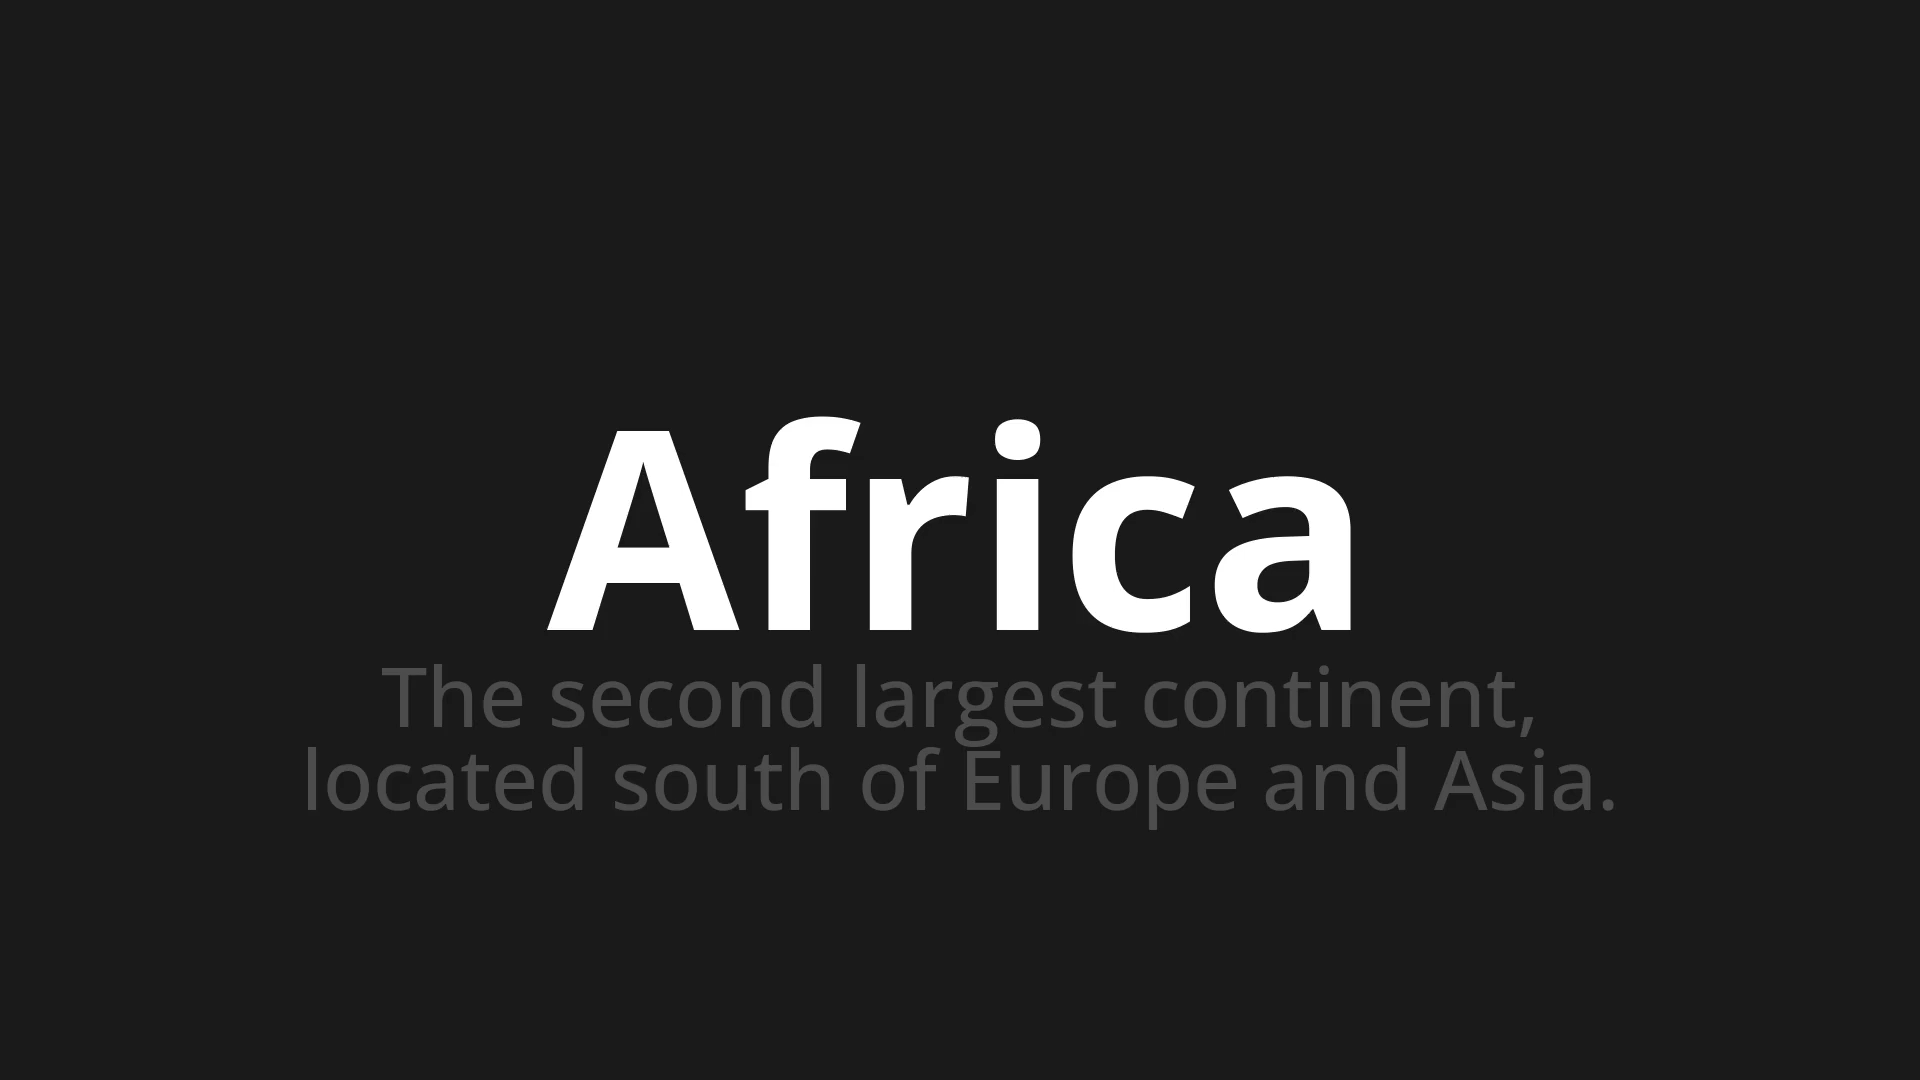 Africa
The second largest continent,
located south of Europe and Asia.